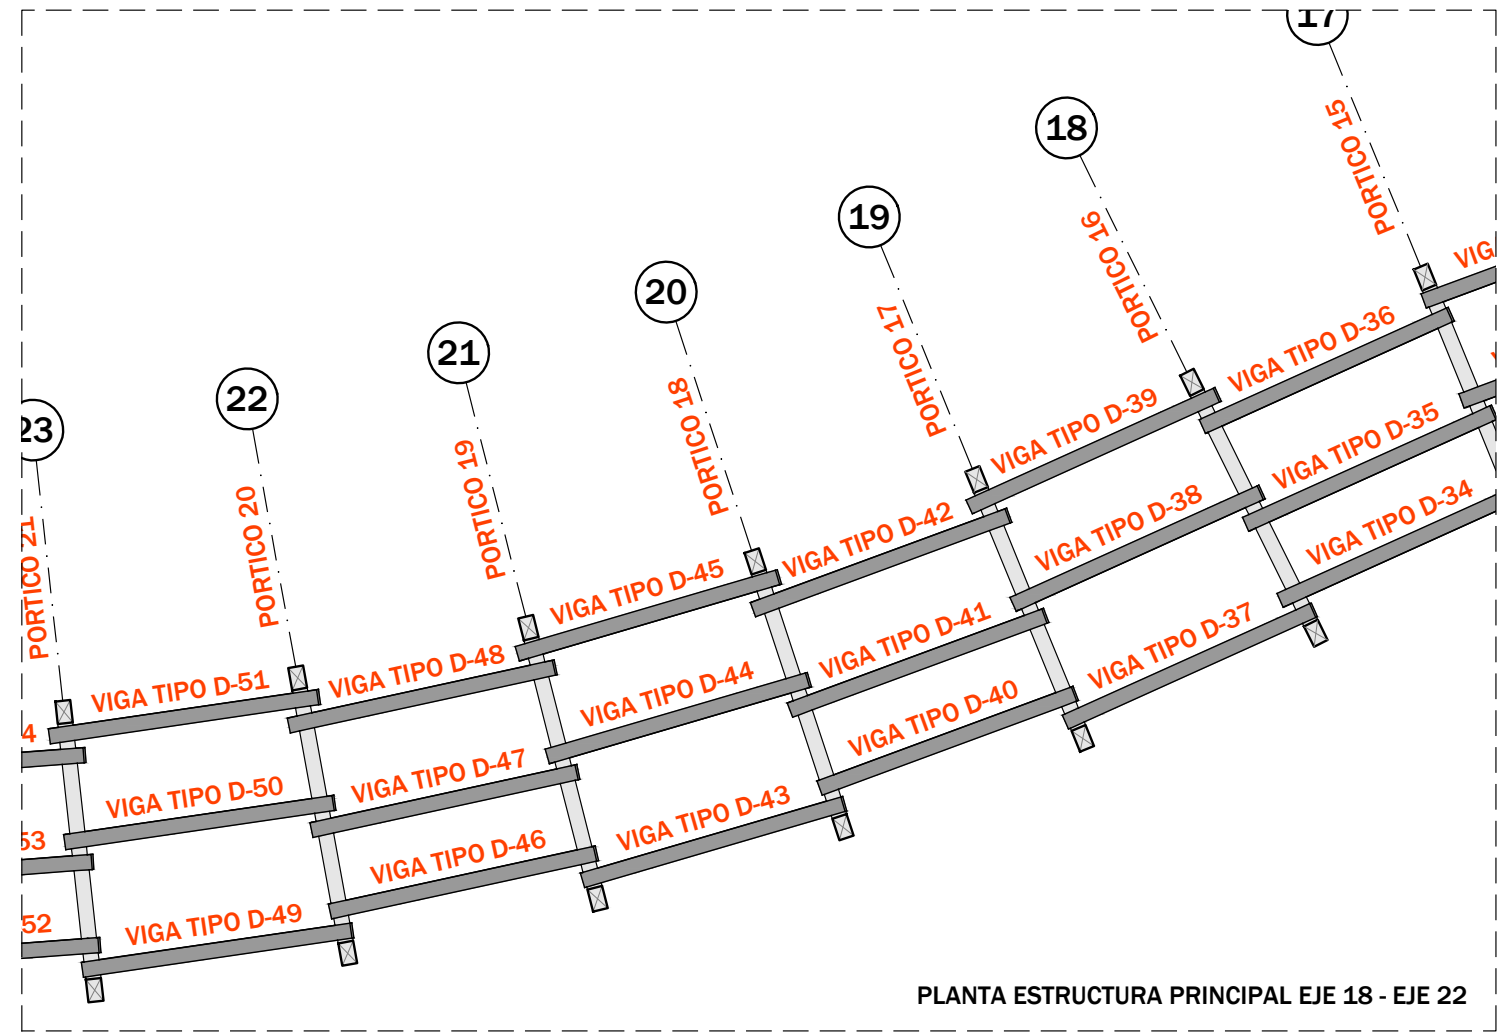 17
18
19
20
21
22
23
PORTICO 15
PORTICO 16
PORTICO 17
PORTICO 18
PORTICO 19
PORTICO 20
PORTICO 21
VIGA TIPO D-36
VIGA TIPO D-35
VIGA TIPO D-34
VIGA TIPO D-39
VIGA TIPO D-38
VIGA TIPO D-37
VIGA TIPO D-42
VIGA TIPO D-41
VIGA TIPO D-40
VIGA TIPO D-45
VIGA TIPO D-44
VIGA TIPO D-43
VIGA TIPO D-48
VIGA TIPO D-47
VIGA TIPO D-46
VIGA TIPO D-51
VIGA TIPO D-50
VIGA TIPO D-49
4
53
52
PLANTA ESTRUCTURA PRINCIPAL EJE 18 - EJE 22